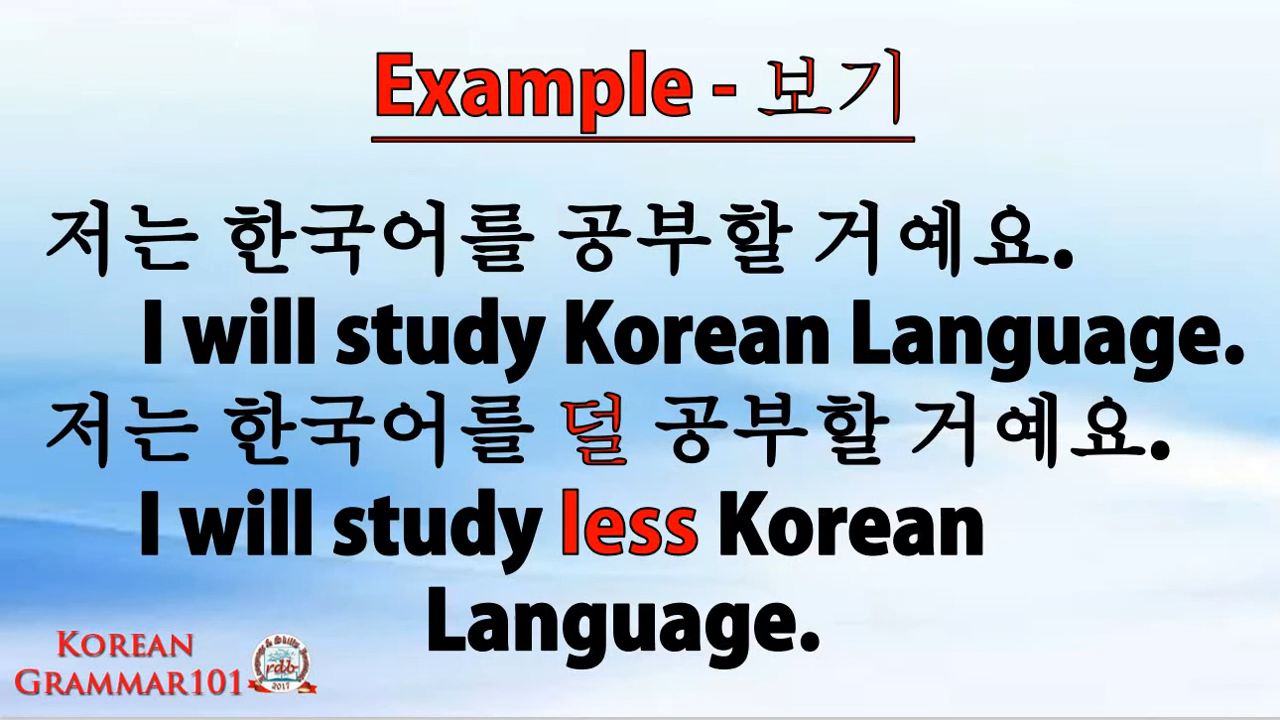 Example - 보기
저는 한국어를 공부할 거예요.
I will study Korean Language.
저는 한국어를 덜 공부할 거예요.
I will study less Korean
Language.
KOREAN
GRAMMAR101
rdb
2017